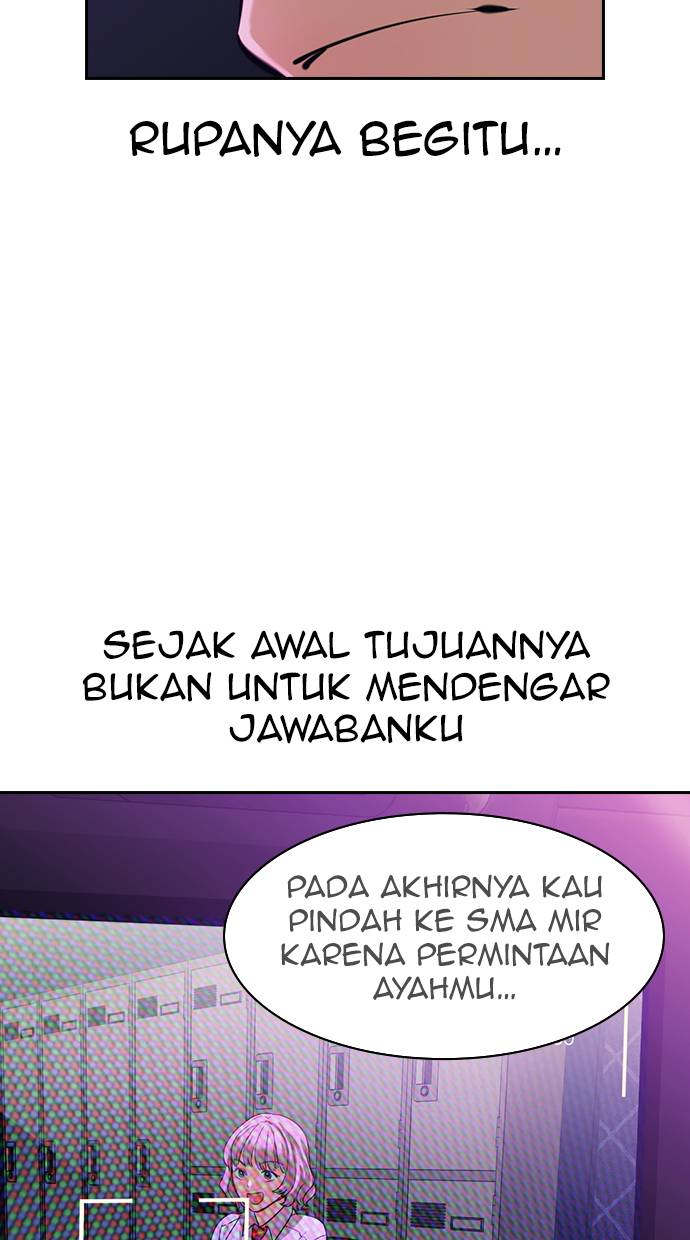 RUPANYA BEGITU...
SEJAK AWAL TUJUANNYA
BUKAN UNTUK MENDENGAR
JAWABANKU
PADA AKHIRNYA KAU
PINDAH KE SMA MIR
KARENA PERMINTAAN
AYAHMU...